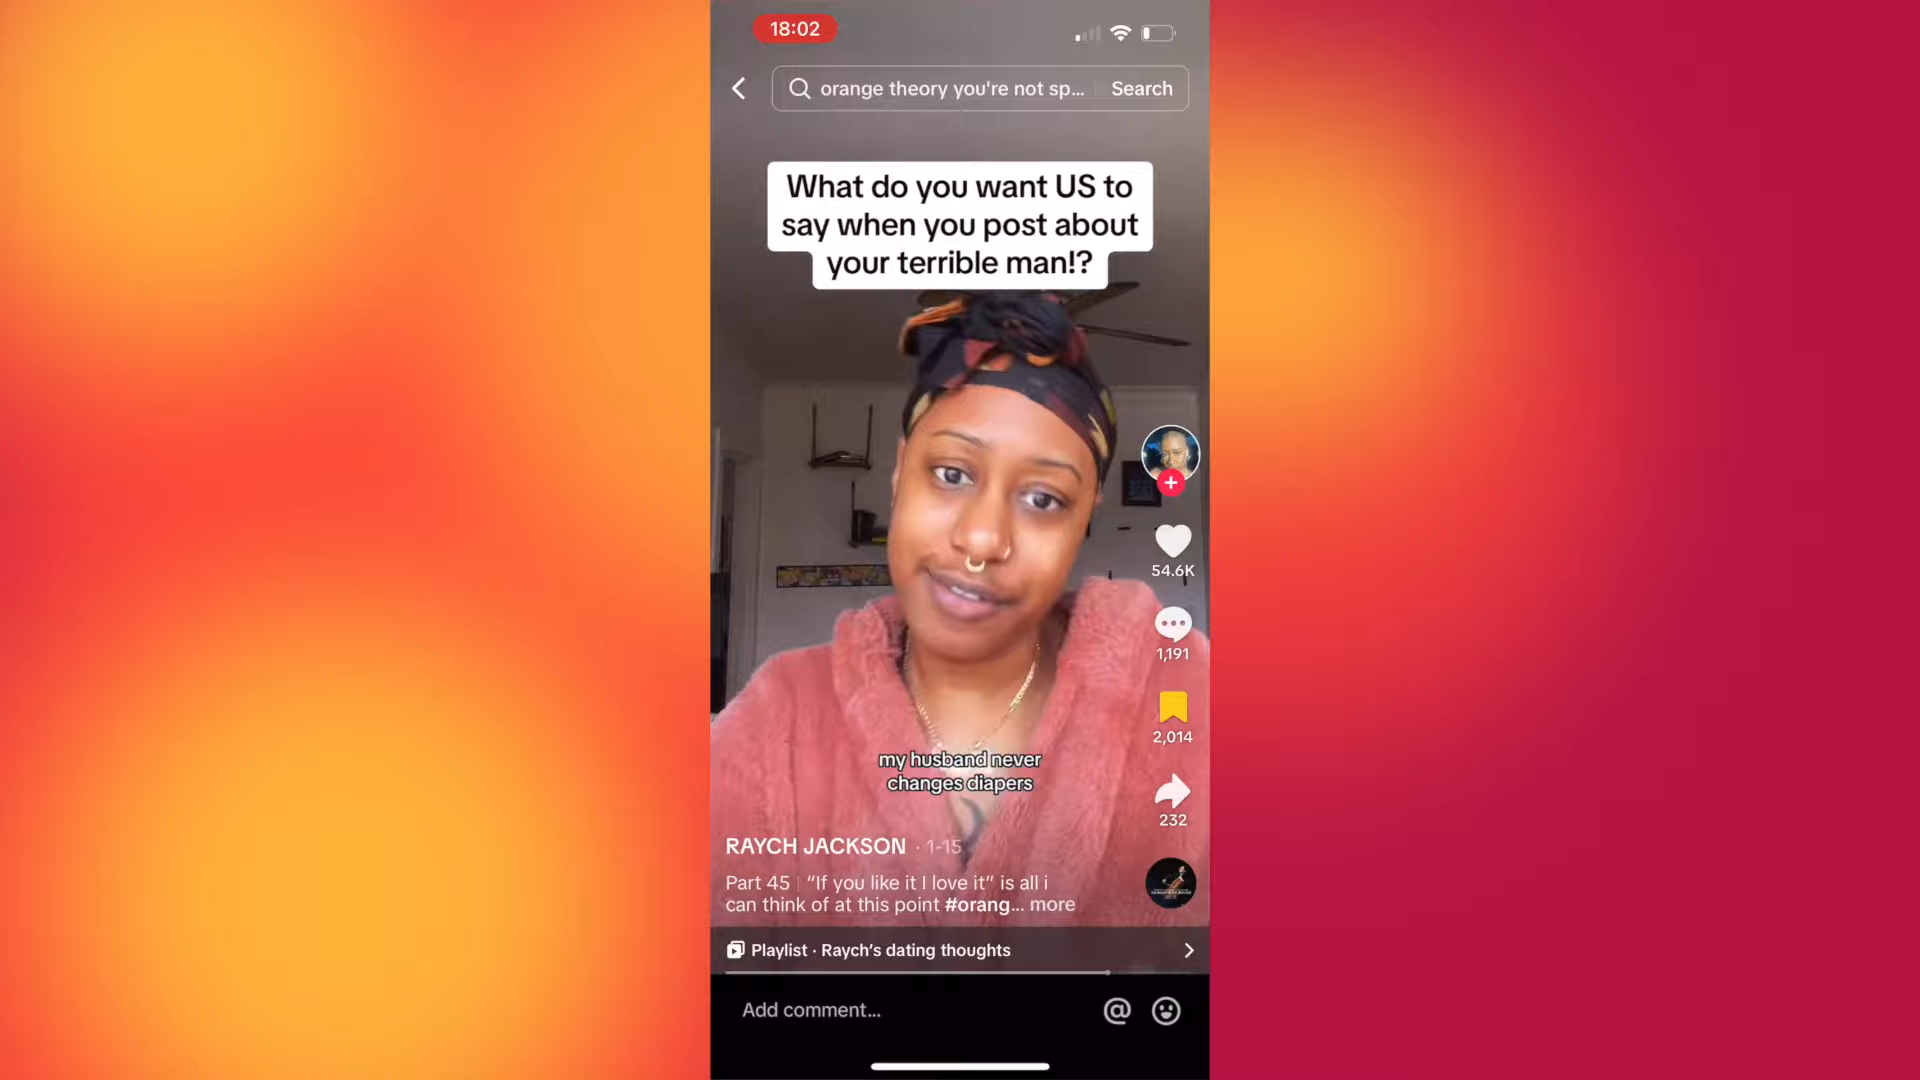 18:02
orange theory you're not sp...
Search
What do you want US to
say when you post about
your terrible man!?
54.6K
1,191
2,014
my husband never
changes diapers
232
RAYCH JACKSON · 1-15
Part 45 | “If you like it I love it” is all i
can think of at this point #orang... more
Playlist · Raych’s dating thoughts
Add comment...
@